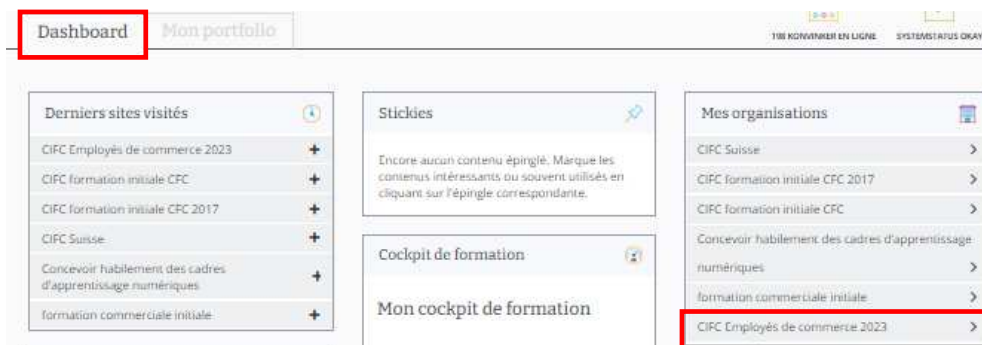 Dashboard
Mon portfolio
198 KONVINKER EN LIGNE
SYSTEMSTATUS OKAY
Derniers sites visités
CIFC Employés de commerce 2023
CIFC formation initiale CFC
CIFC formation initiale CFC 2017
CIFC Suisse
Concevoir habilement des cadres
d'apprentissage numériques
formation commerciale initiale
Stickies
Encore aucun contenu épinglé. Marque les
contenus intéressants ou souvent utilisés en
cliquant sur l'épingle correspondante.
Cockpit de formation
Mon cockpit de formation
Mes organisations
CIFC Suisse
CIFC formation initiale CFC 2017
CIFC formation initiale CFC
Concevoir habilement des cadres d'apprentissage
numériques
formation commerciale initiale
CIFC Employés de commerce 2023